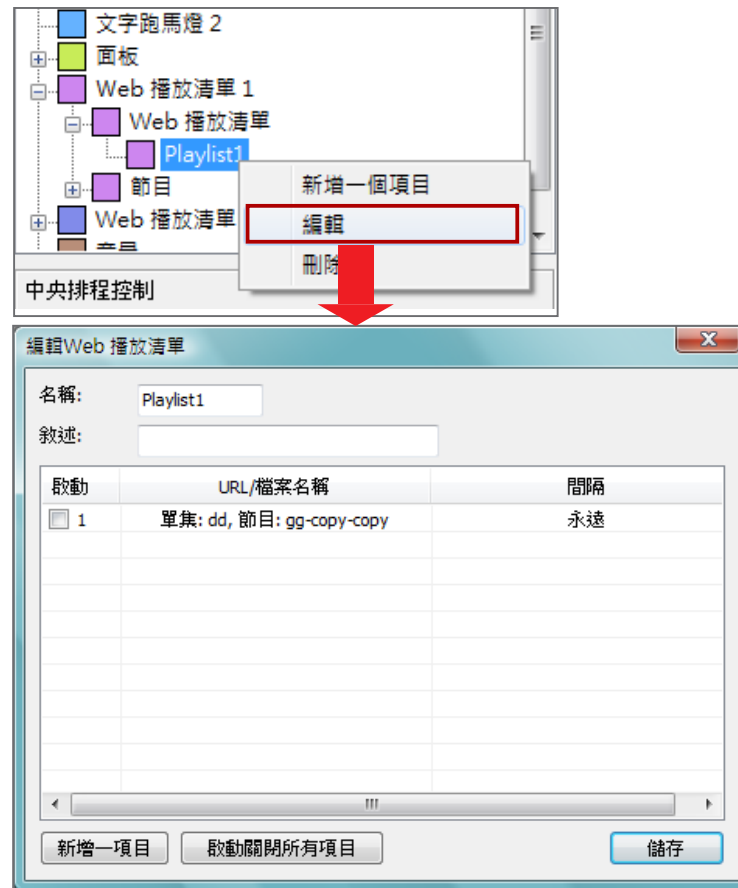 文字跑馬燈 2
面板
Web 播放清單 1
Web 播放清單
Playlist1
節目
新增一個項目
Web 播放清單
編輯
音量
刪除
中央排程控制
編輯Web 播放清單
名稱: Playlist1
敘述:
啟動 URL/檔案名稱 間隔
1 單集: dd, 節目: gg-copy-copy 永遠
新增一項目 啟動關閉所有項目 儲存